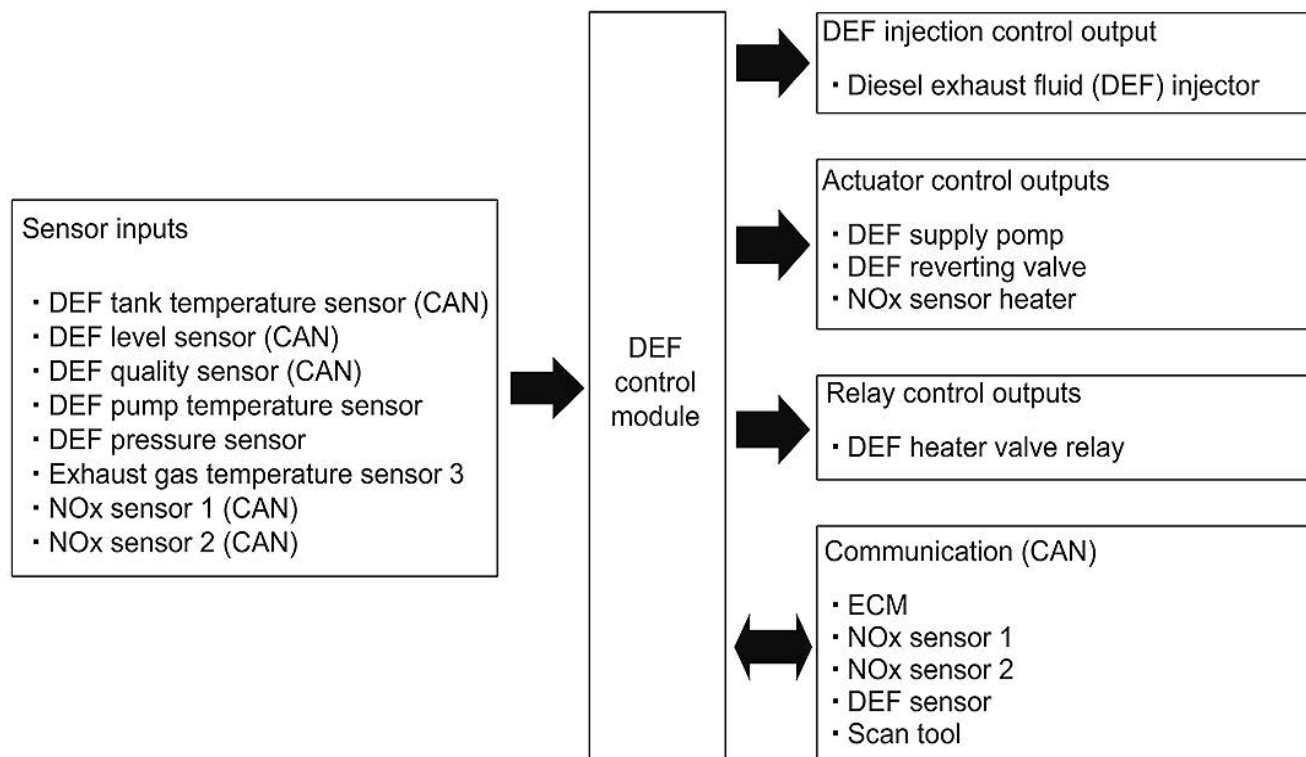 Sensor inputs
・DEF tank temperature sensor (CAN)
・DEF level sensor (CAN)
・DEF quality sensor (CAN)
・DEF pump temperature sensor
・DEF pressure sensor
・Exhaust gas temperature sensor 3
・NOx sensor 1 (CAN)
・NOx sensor 2 (CAN)
DEF
control
module
DEF injection control output
・Diesel exhaust fluid (DEF) injector
Actuator control outputs
・DEF supply pomp
・DEF reverting valve
・NOx sensor heater
Relay control outputs
・DEF heater valve relay
Communication (CAN)
・ECM
・NOx sensor 1
・NOx sensor 2
・DEF sensor
・Scan tool